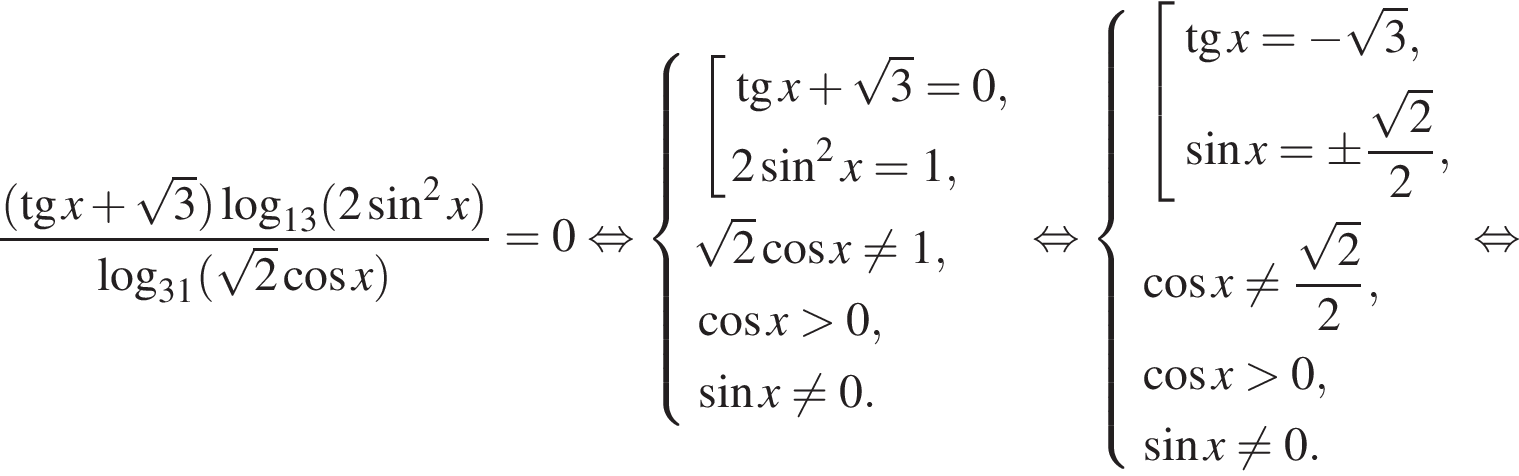 (tg x + √3) log₁₃(2 sin² x) / log₃₁(√2 cos x) = 0 ⇔ { [ tg x + √3 = 0,
2 sin² x = 1,
√2 cos x ≠ 1,
cos x > 0,
sin x ≠ 0.
⇔ { [ tg x = −√3,
sin x = ± √2/2,
cos x ≠ √2/2,
cos x > 0,
sin x ≠ 0.
⇔